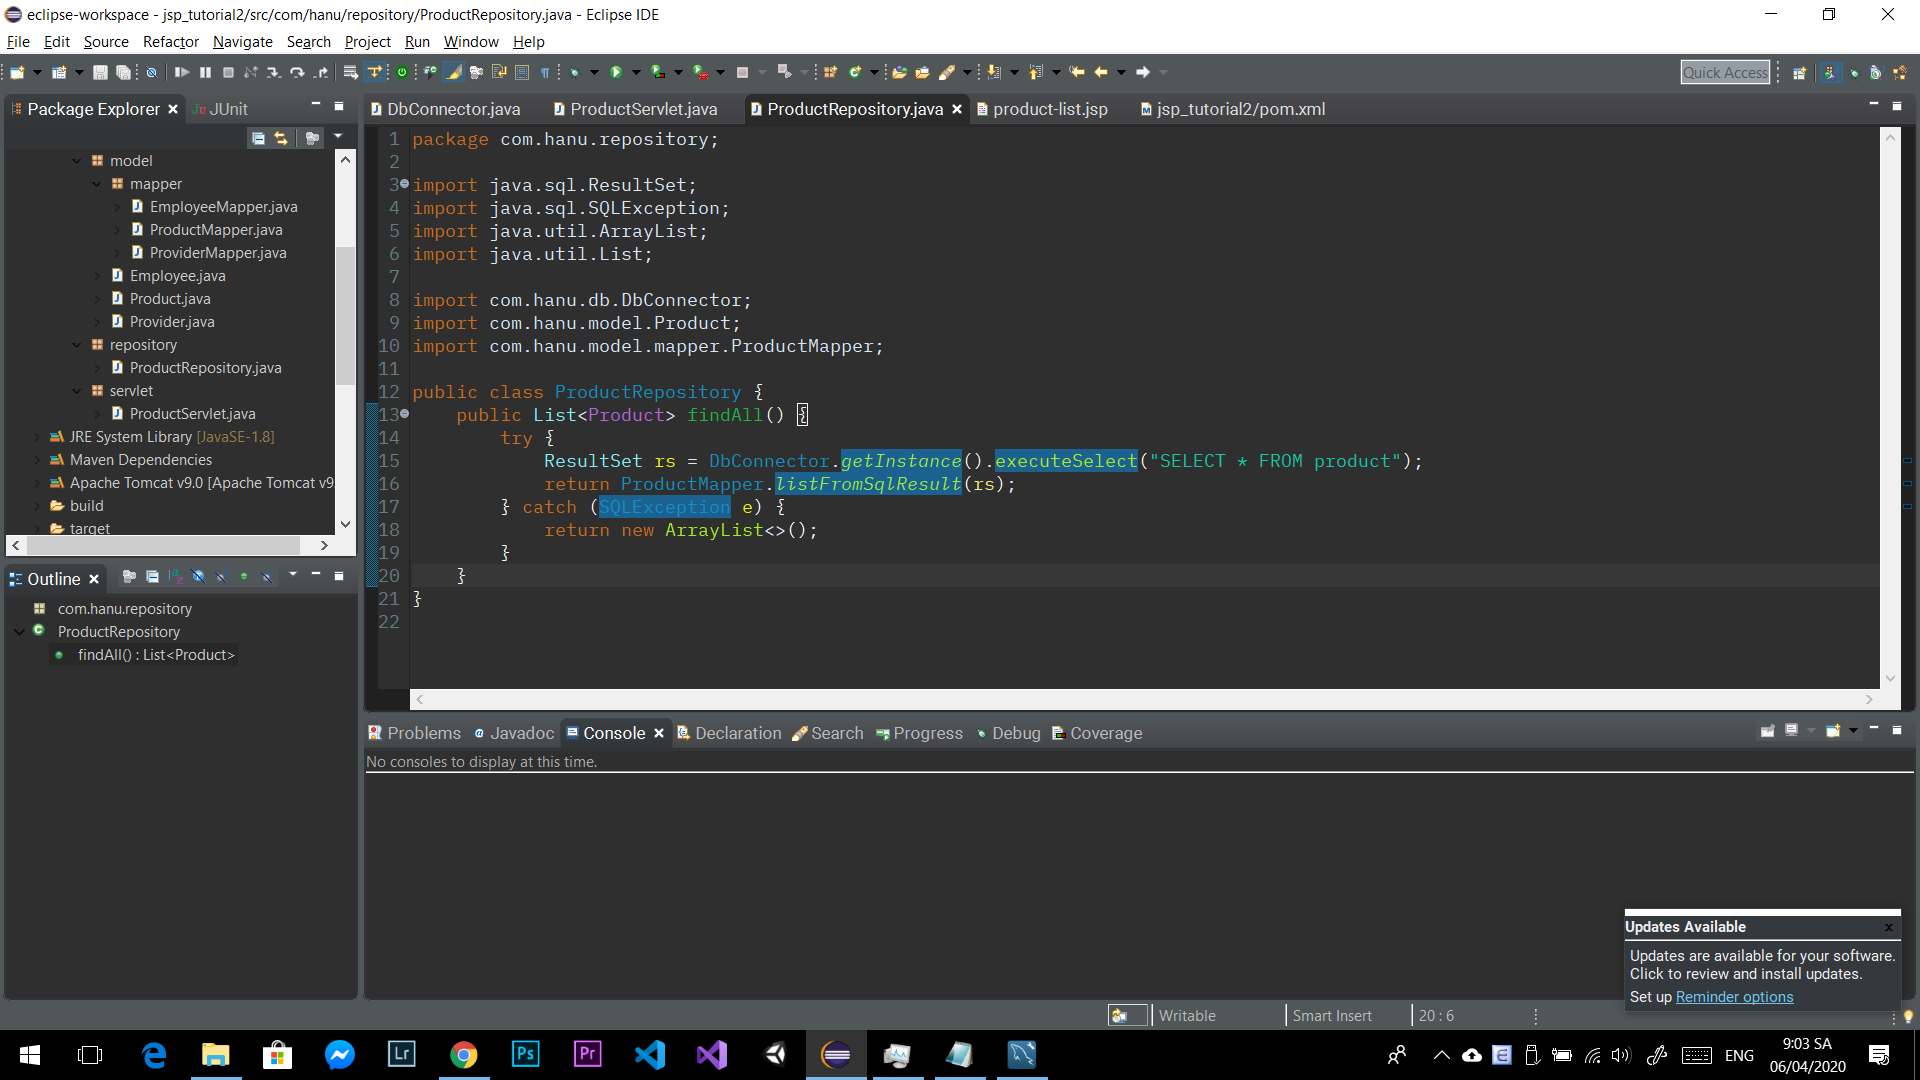 eclipse-workspace - jsp_tutorial2/src/com/hanu/repository/ProductRepository.java - Eclipse IDE
File Edit Source Refactor Navigate Search Project Run Window Help
Quick Access
Package Explorer JUnit
model
mapper
EmployeeMapper.java
ProductMapper.java
ProviderMapper.java
Employee.java
Product.java
Provider.java
repository
ProductRepository.java
servlet
ProductServlet.java
JRE System Library [JavaSE-1.8]
Maven Dependencies
Apache Tomcat v9.0 [Apache Tomcat v9
build
target
Outline
com.hanu.repository
ProductRepository
findAll() : List<Product>
DbConnector.java ProductServlet.java ProductRepository.java product-list.jsp jsp_tutorial2/pom.xml
1 package com.hanu.repository;
2
3 import java.sql.ResultSet;
4 import java.sql.SQLException;
5 import java.util.ArrayList;
6 import java.util.List;
7
8 import com.hanu.db.DbConnector;
9 import com.hanu.model.Product;
10 import com.hanu.model.mapper.ProductMapper;
11
12 public class ProductRepository {
13     public List<Product> findAll() {
14         try {
15             ResultSet rs = DbConnector.getInstance().executeSelect("SELECT * FROM product");
16             return ProductMapper.listFromSqlResult(rs);
17         } catch (SQLException e) {
18             return new ArrayList<>();
19         }
20     }
21 }
22
Problems Javadoc Console Declaration Search Progress Debug Coverage
No consoles to display at this time.
Updates Available
Updates are available for your software.
Click to review and install updates.
Set up Reminder options
Writable Smart Insert 20 : 6
Lr Ps Pr
ENG
9:03 SA
06/04/2020